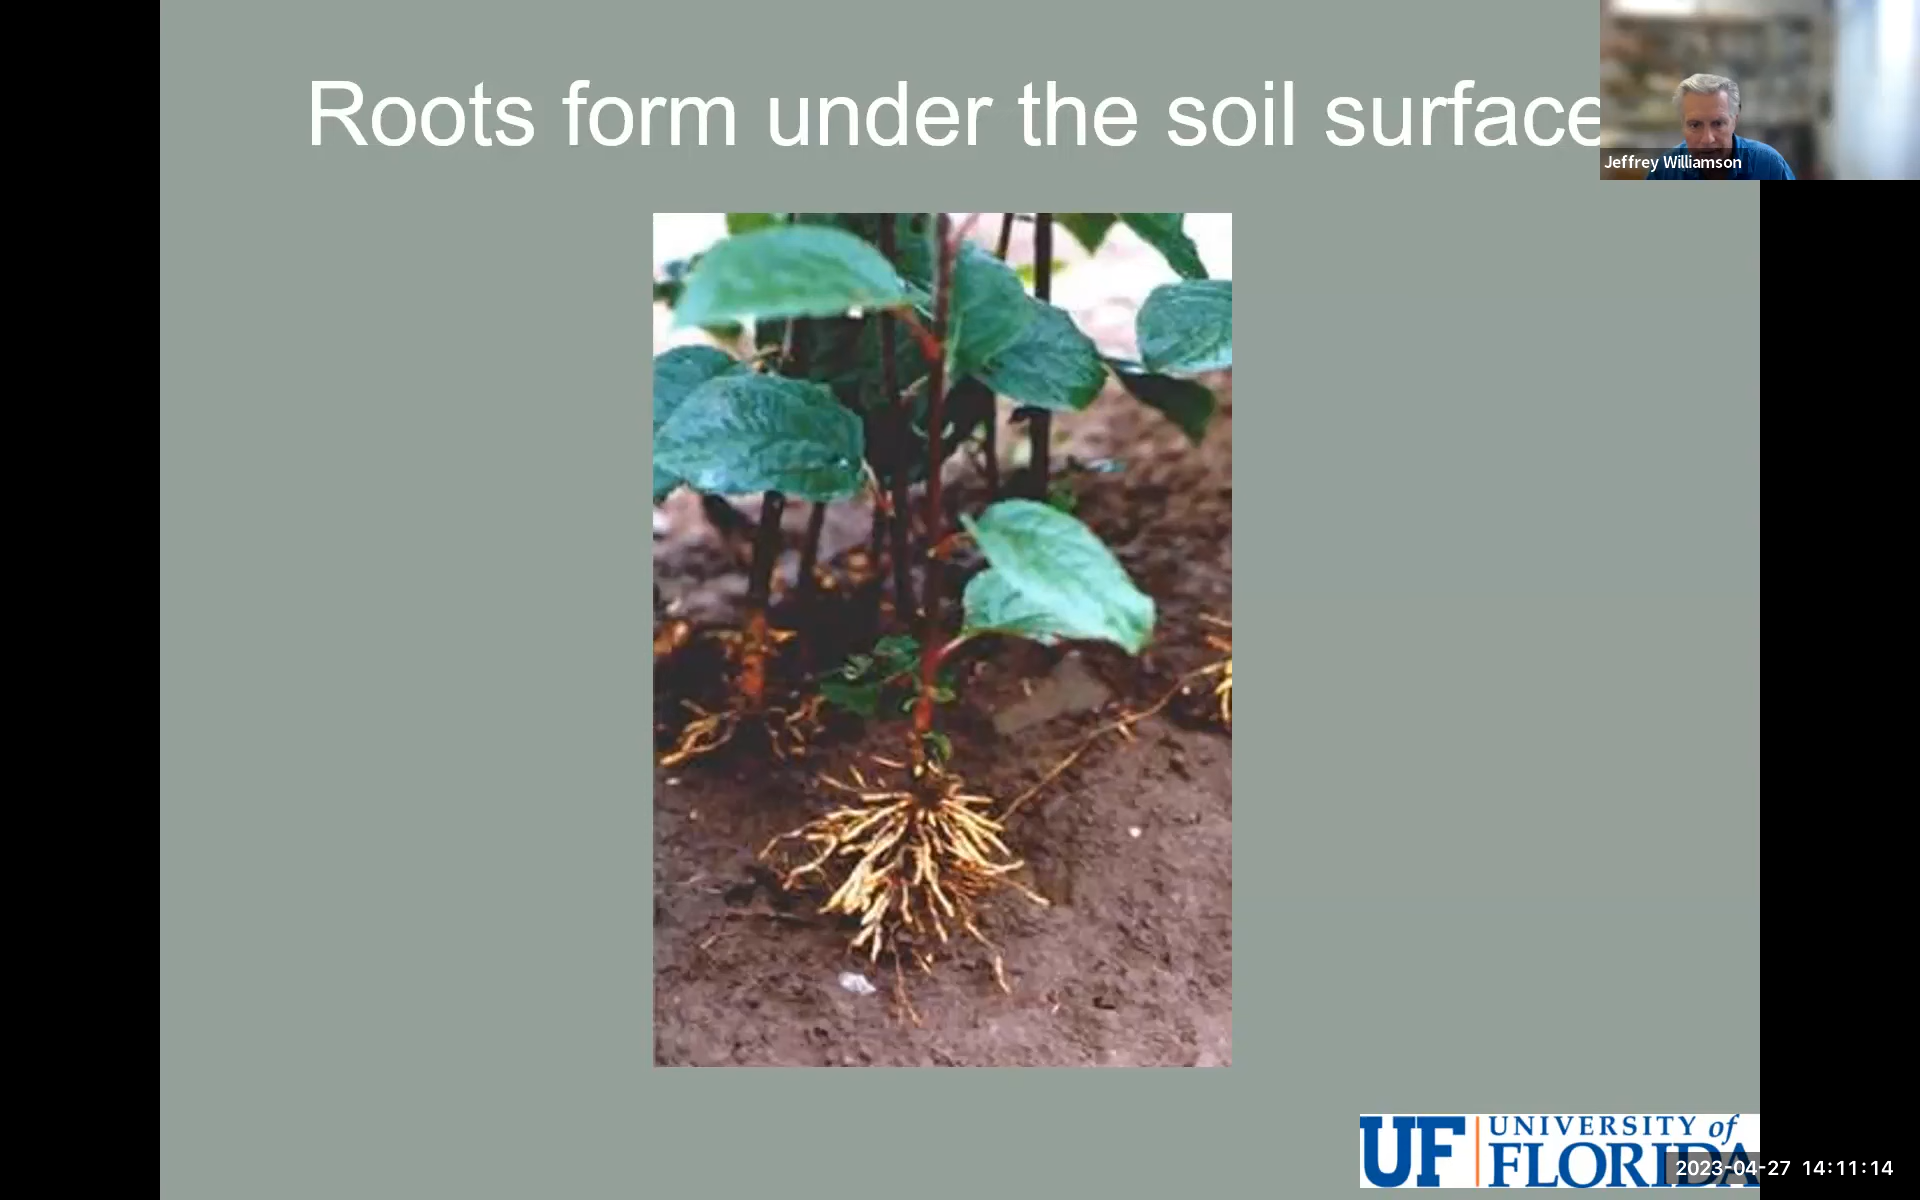 Roots form under the soil surface
Jeffrey Williamson
UF UNIVERSITY of
FLORIDA
2023-04-27 14:11:14